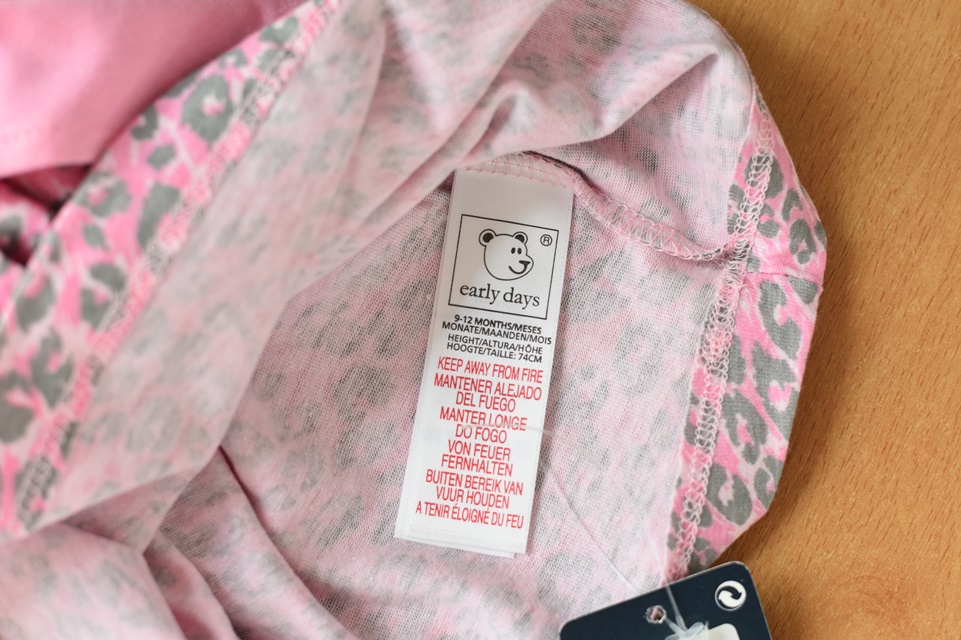 ®
early days
9-12 MONTHS/MESES
MONATE/MAANDEN/MOIS
HEIGHT/ALTURA/HÖHE
HOOGTE/TAILLE: 74CM
KEEP AWAY FROM FIRE
MANTENER ALEJADO
DEL FUEGO
MANTER LONGE
DO FOGO
VON FEUER
FERNHALTEN
BUITEN BEREIK VAN
VUUR HOUDEN
A TENIR ÉLOIGNÉ DU FEU